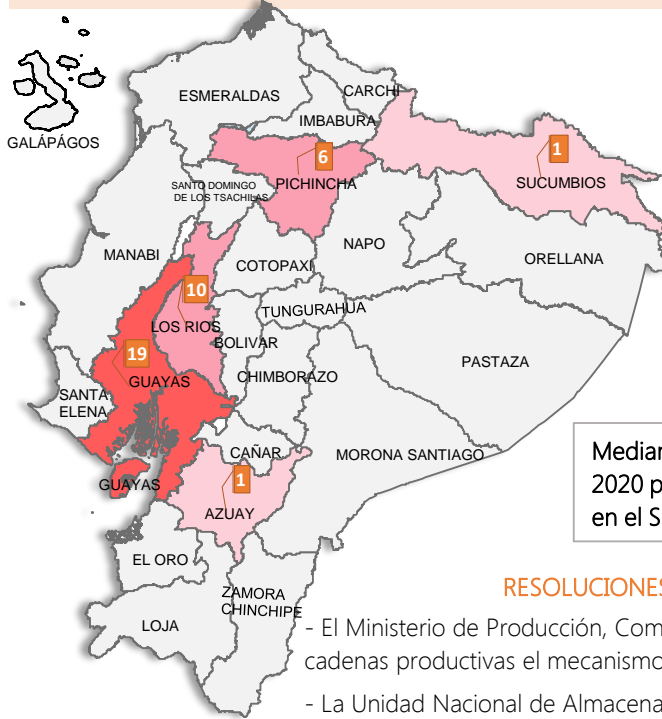 CARCHI
ESMERALDAS
IMBABURA
GALÁPÁGOS
6
1
PICHINCHA
SUCUMBIOS
SANTO DOMINGO
DE LOS TSACHILAS
NAPO
MANABI
ORELLANA
COTOPAXI
10
TUNGURAHUA
LOS RIOS
BOLIVAR
19
PASTAZA
GUAYAS
CHIMBORAZO
SANTA
ELENA
CAÑAR
MORONA SANTIAGO
GUAYAS
1
AZUAY
EL ORO
ZAMORA
CHINCHIPE
LOJA
Median
2020 p
en el S
RESOLUCIONES
- El Ministerio de Producción, Com
cadenas productivas el mecanismo
- La Unidad Nacional de Almacena